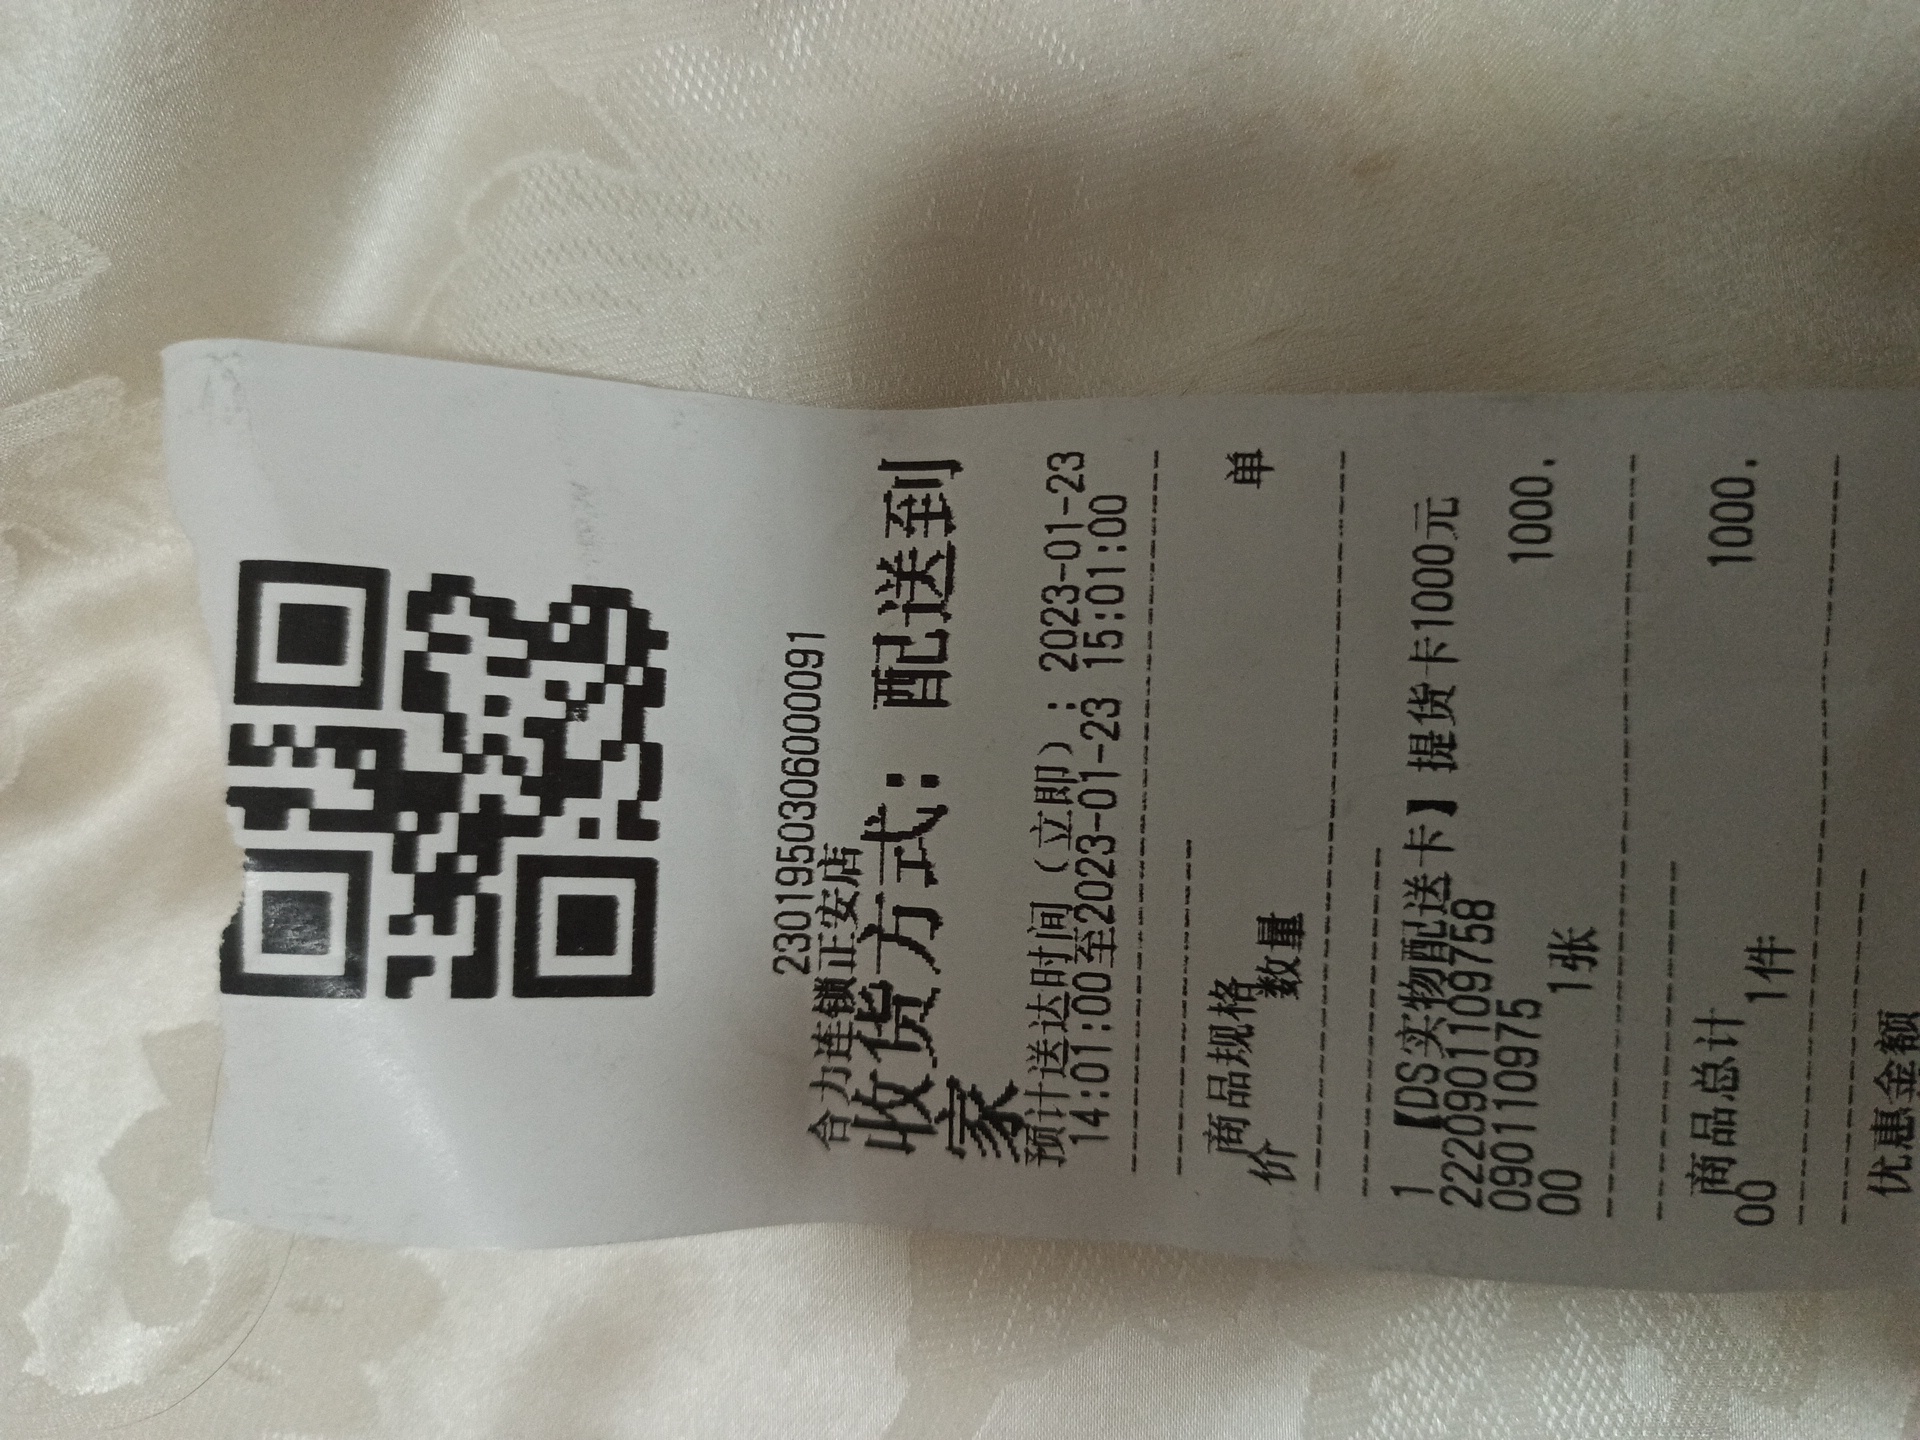 230195030600091
合力连锁正安店
收货方式：配送到
家
预计送达时间（立即）：2023-01-23
14:01:00至2023-01-23 15:01:00
商品规格 单
价 数量
1 【DS实物配送卡】提货卡1000元
2220901109758
090110975 1000.
00 1张
商品总计 1000.
00 1件
优惠金额